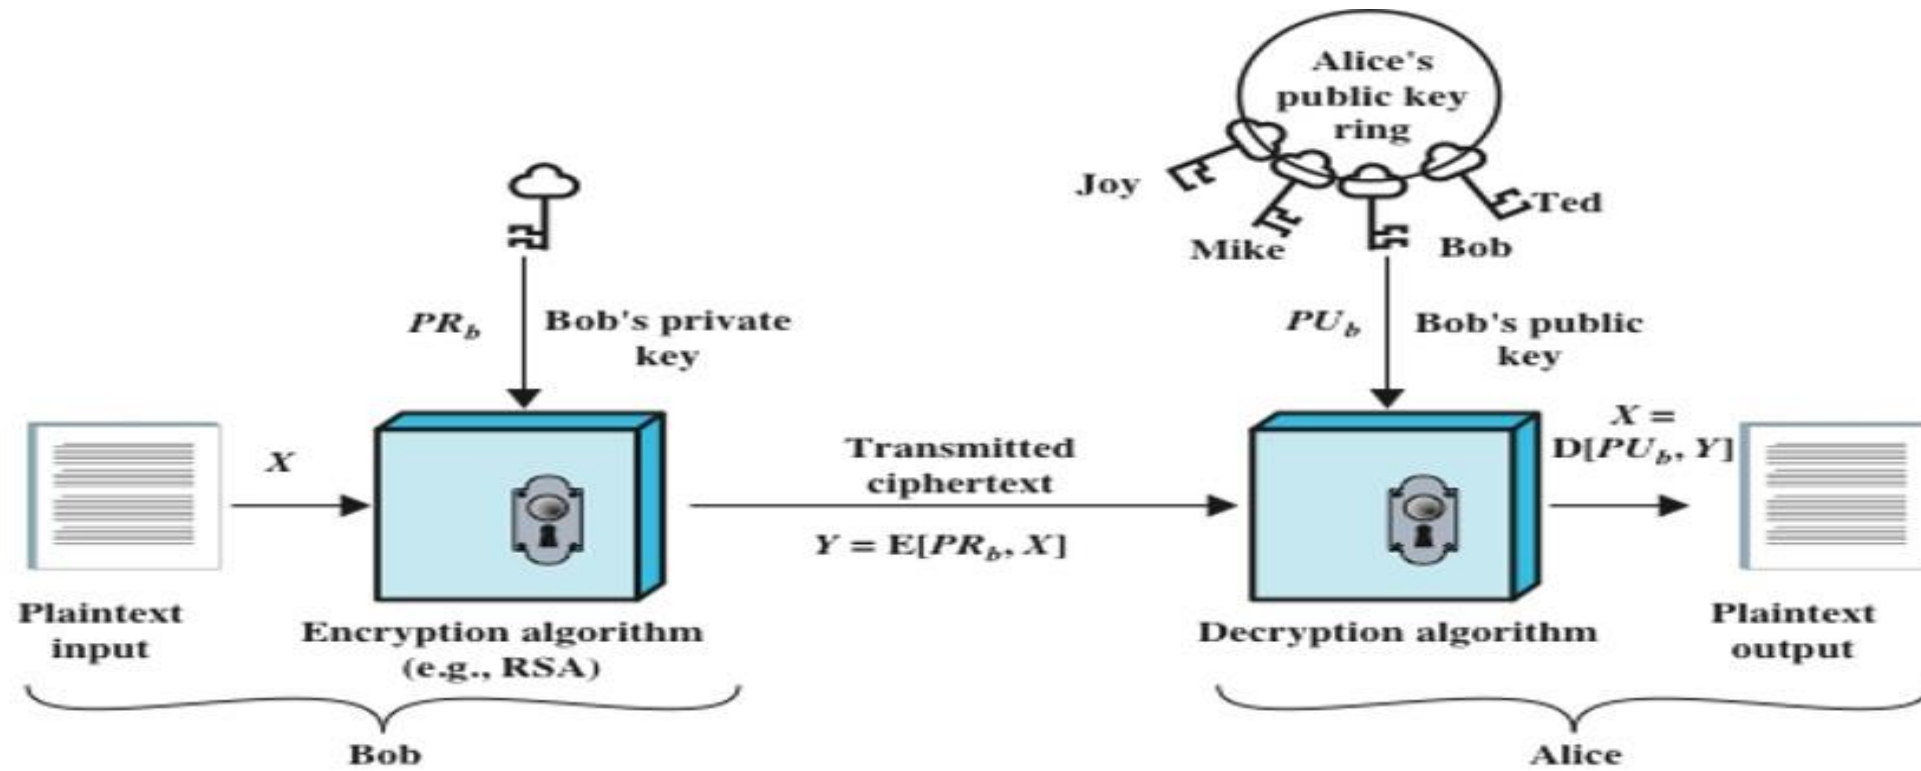 Alice's
public key
ring
Joy
Mike
Bob
Ted
PR_b
Bob's private
key
PU_b
Bob's public
key
X
Transmitted
ciphertext
Y = E[PR_b, X]
X =
D[PU_b, Y]
Plaintext
input
Encryption algorithm
(e.g., RSA)
Decryption algorithm
Plaintext
output
Bob
Alice